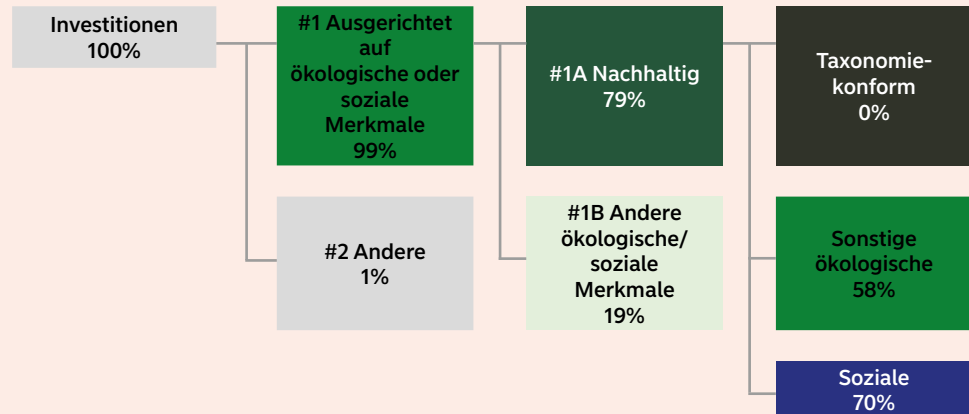 Investitionen
100%
#1 Ausgerichtet
auf
ökologische oder
soziale
Merkmale
99%
#1A Nachhaltig
79%
Taxonomie-
konform
0%
#2 Andere
1%
#1B Andere
ökologische/
soziale
Merkmale
19%
Sonstige
ökologische
58%
Soziale
70%